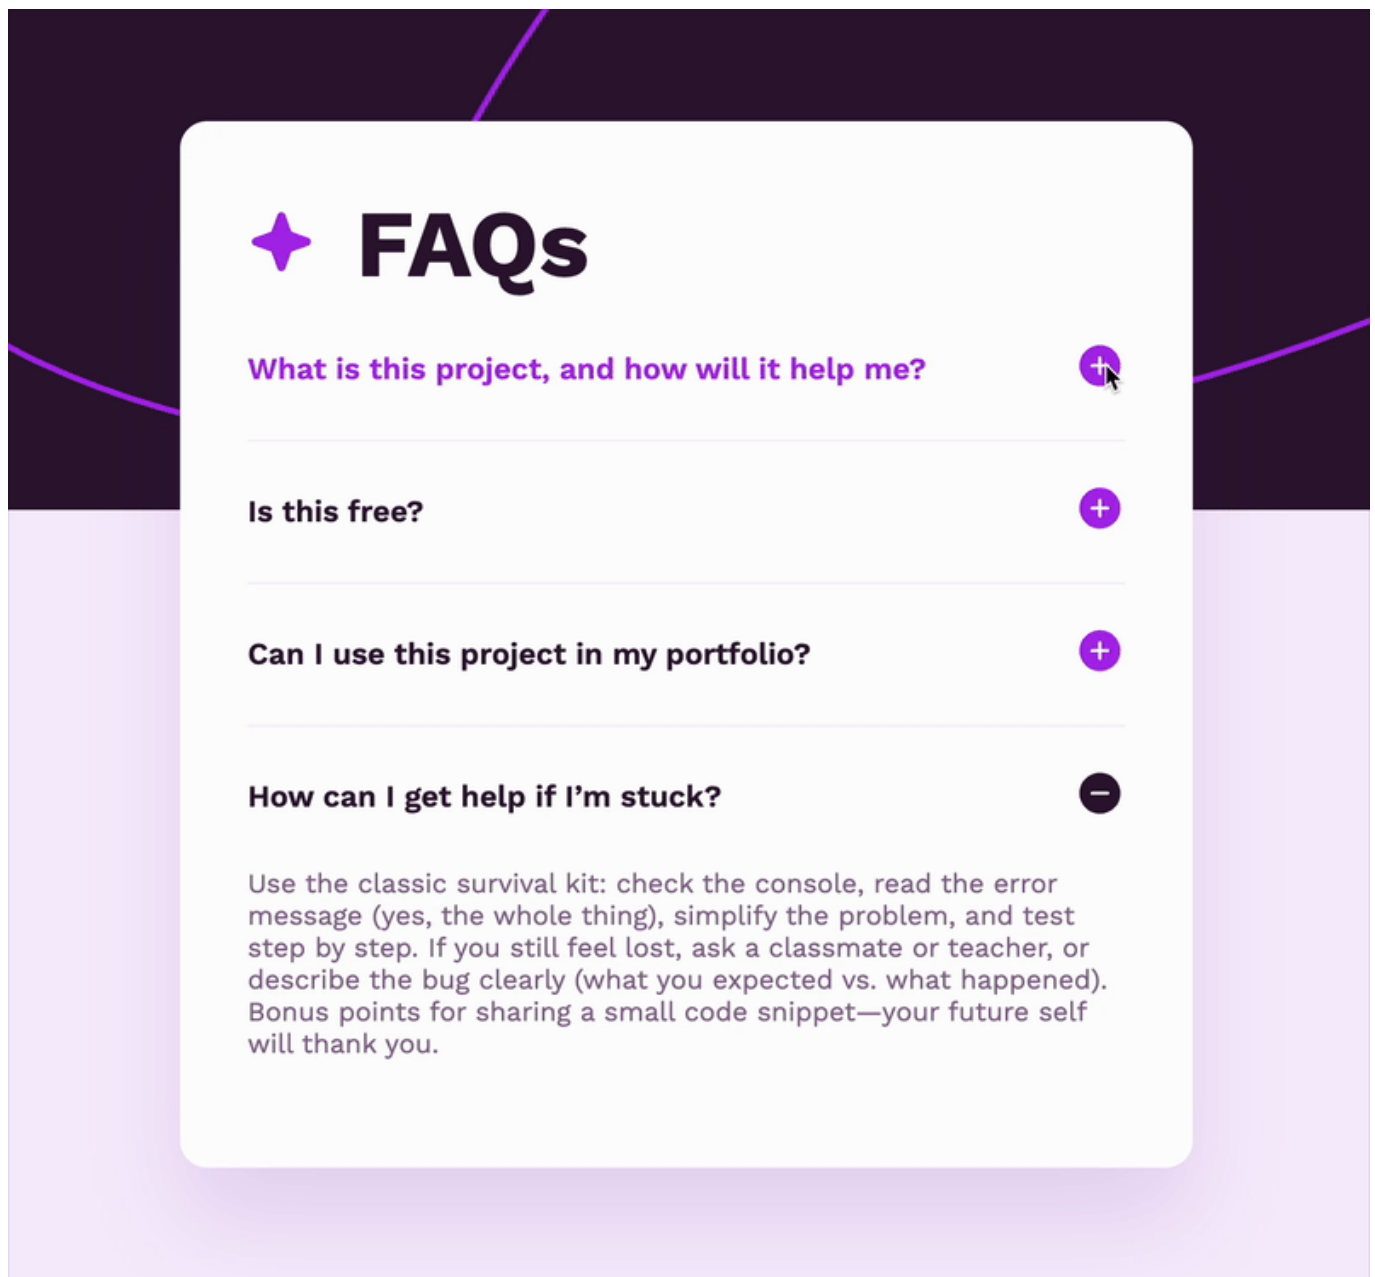 FAQs
What is this project, and how will it help me?
Is this free?
Can I use this project in my portfolio?
How can I get help if I’m stuck?
Use the classic survival kit: check the console, read the error
message (yes, the whole thing), simplify the problem, and test
step by step. If you still feel lost, ask a classmate or teacher, or
describe the bug clearly (what you expected vs. what happened).
Bonus points for sharing a small code snippet—your future self
will thank you.